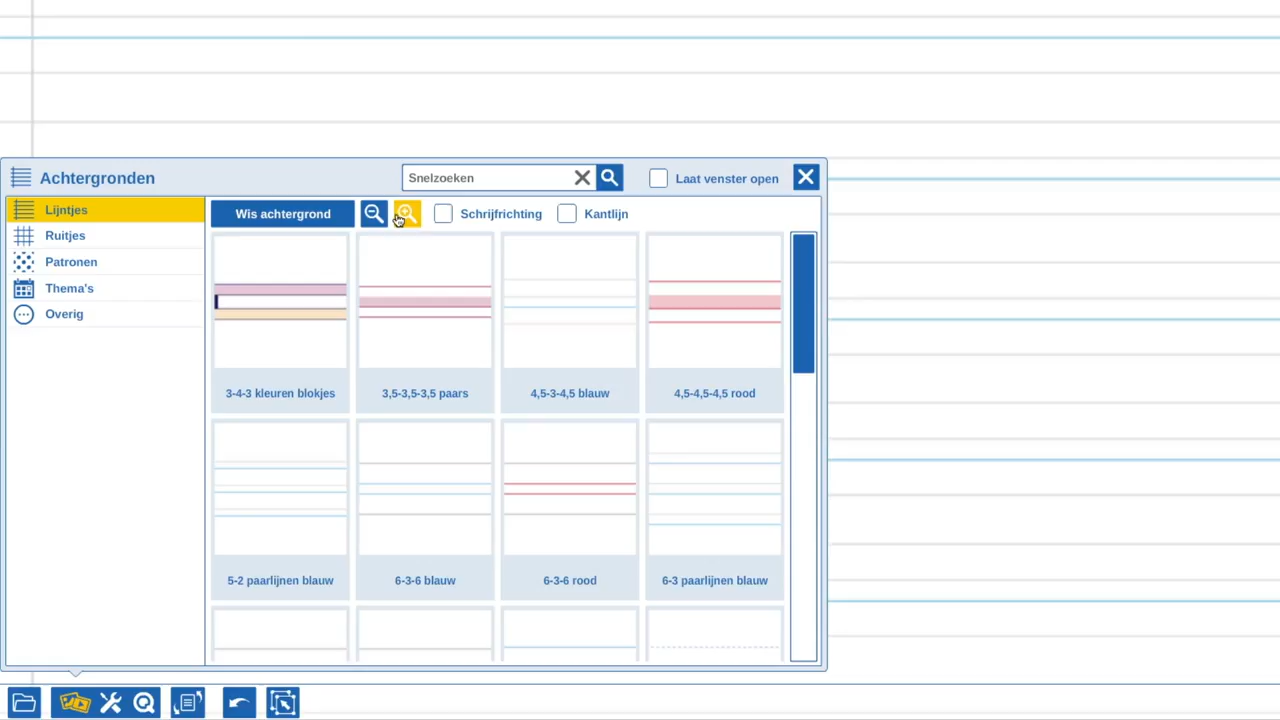 Achtergronden
Snelzoeken
Laat venster open
Lijntjes
Ruitjes
Patronen
Thema's
Overig
Wis achtergrond
Schrijfrichting
Kantlijn
3-4-3 kleuren blokjes
3,5-3,5-3,5 paars
4,5-3-4,5 blauw
4,5-4,5-4,5 rood
5-2 paarlijnen blauw
6-3-6 blauw
6-3-6 rood
6-3 paarlijnen blauw